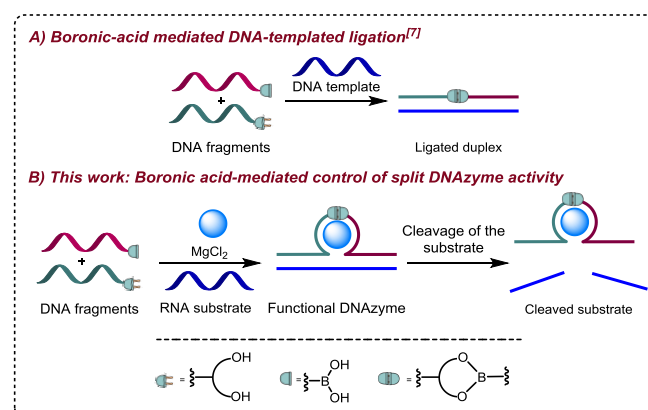 A) Boronic-acid mediated DNA-templated ligation[7]
DNA template
+
DNA fragments
Ligated duplex
B) This work: Boronic acid-mediated control of split DNAzyme activity
MgCl2
Cleavage of the
substrate
+
DNA fragments
RNA substrate
Functional DNAzyme
Cleaved substrate
= OH
OH
= B OH
OH
= O
B
O